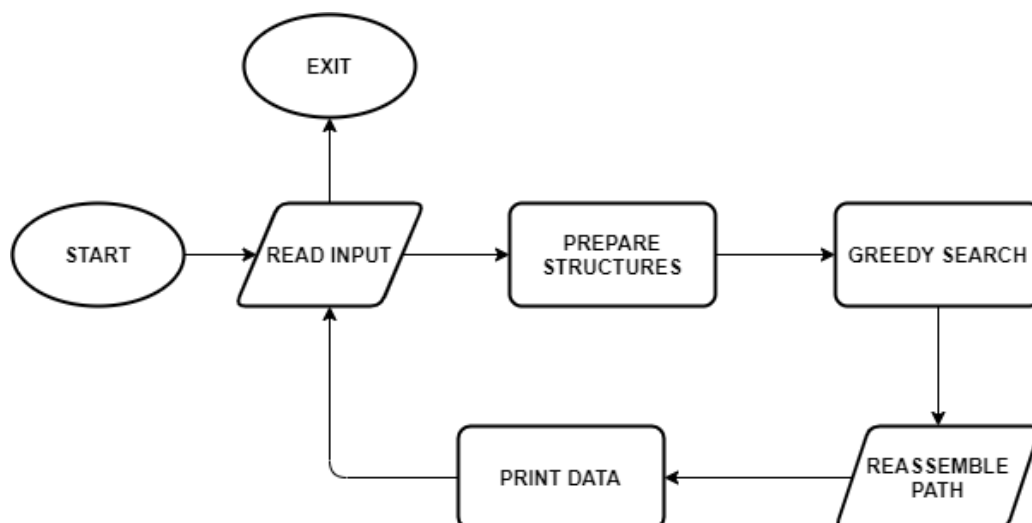 EXIT
START
READ INPUT
PREPARE
STRUCTURES
GREEDY SEARCH
REASSEMBLE
PATH
PRINT DATA